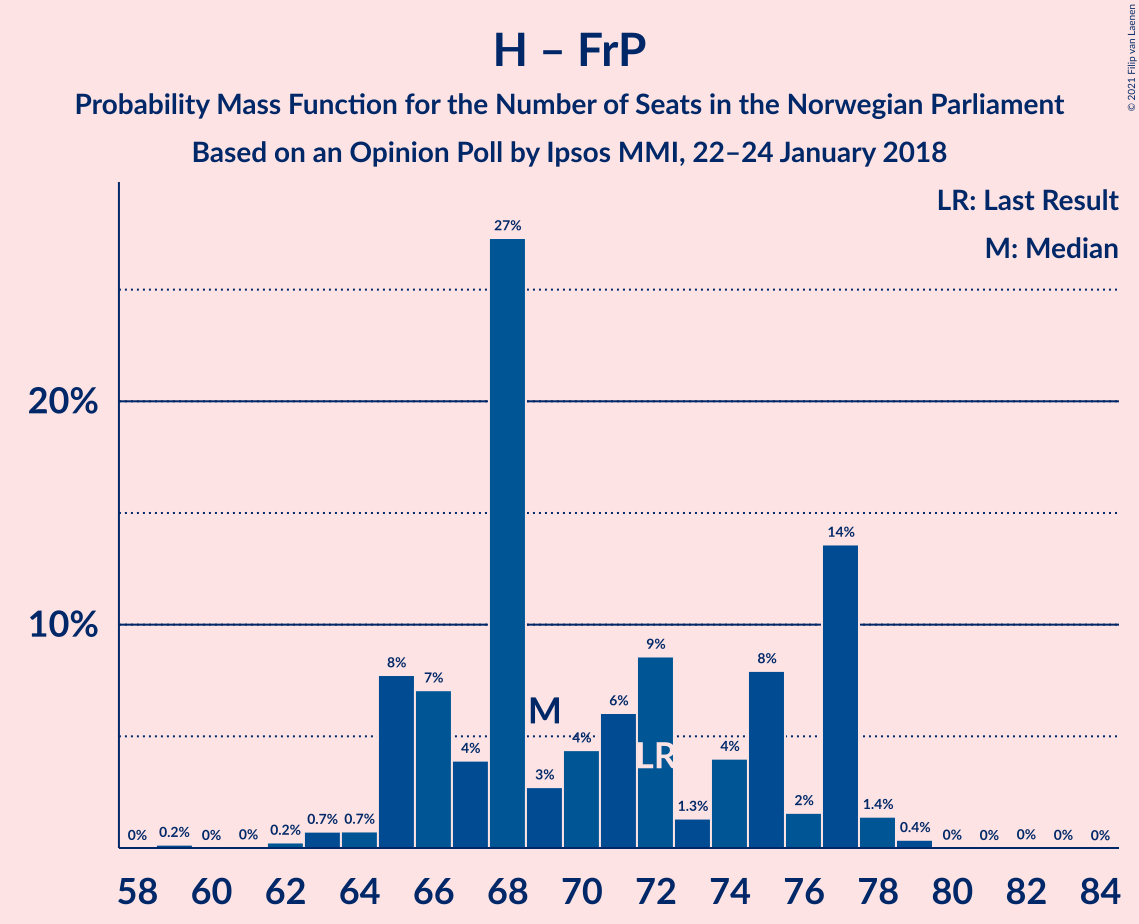 H – FrP
Probability Mass Function for the Number of Seats in the Norwegian Parliament
Based on an Opinion Poll by Ipsos MMI, 22–24 January 2018
© 2021 Filip van Laenen
LR: Last Result
M: Median
20%
10%
0% 0.2% 0% 0% 0.2% 0.7% 0.7% 8% 7% 4% 27% 3% 4% 6% 9% 1.3% 4% 8% 2% 14% 1.4% 0.4% 0% 0% 0% 0% 0%
M
LR
58 60 62 64 66 68 70 72 74 76 78 80 82 84